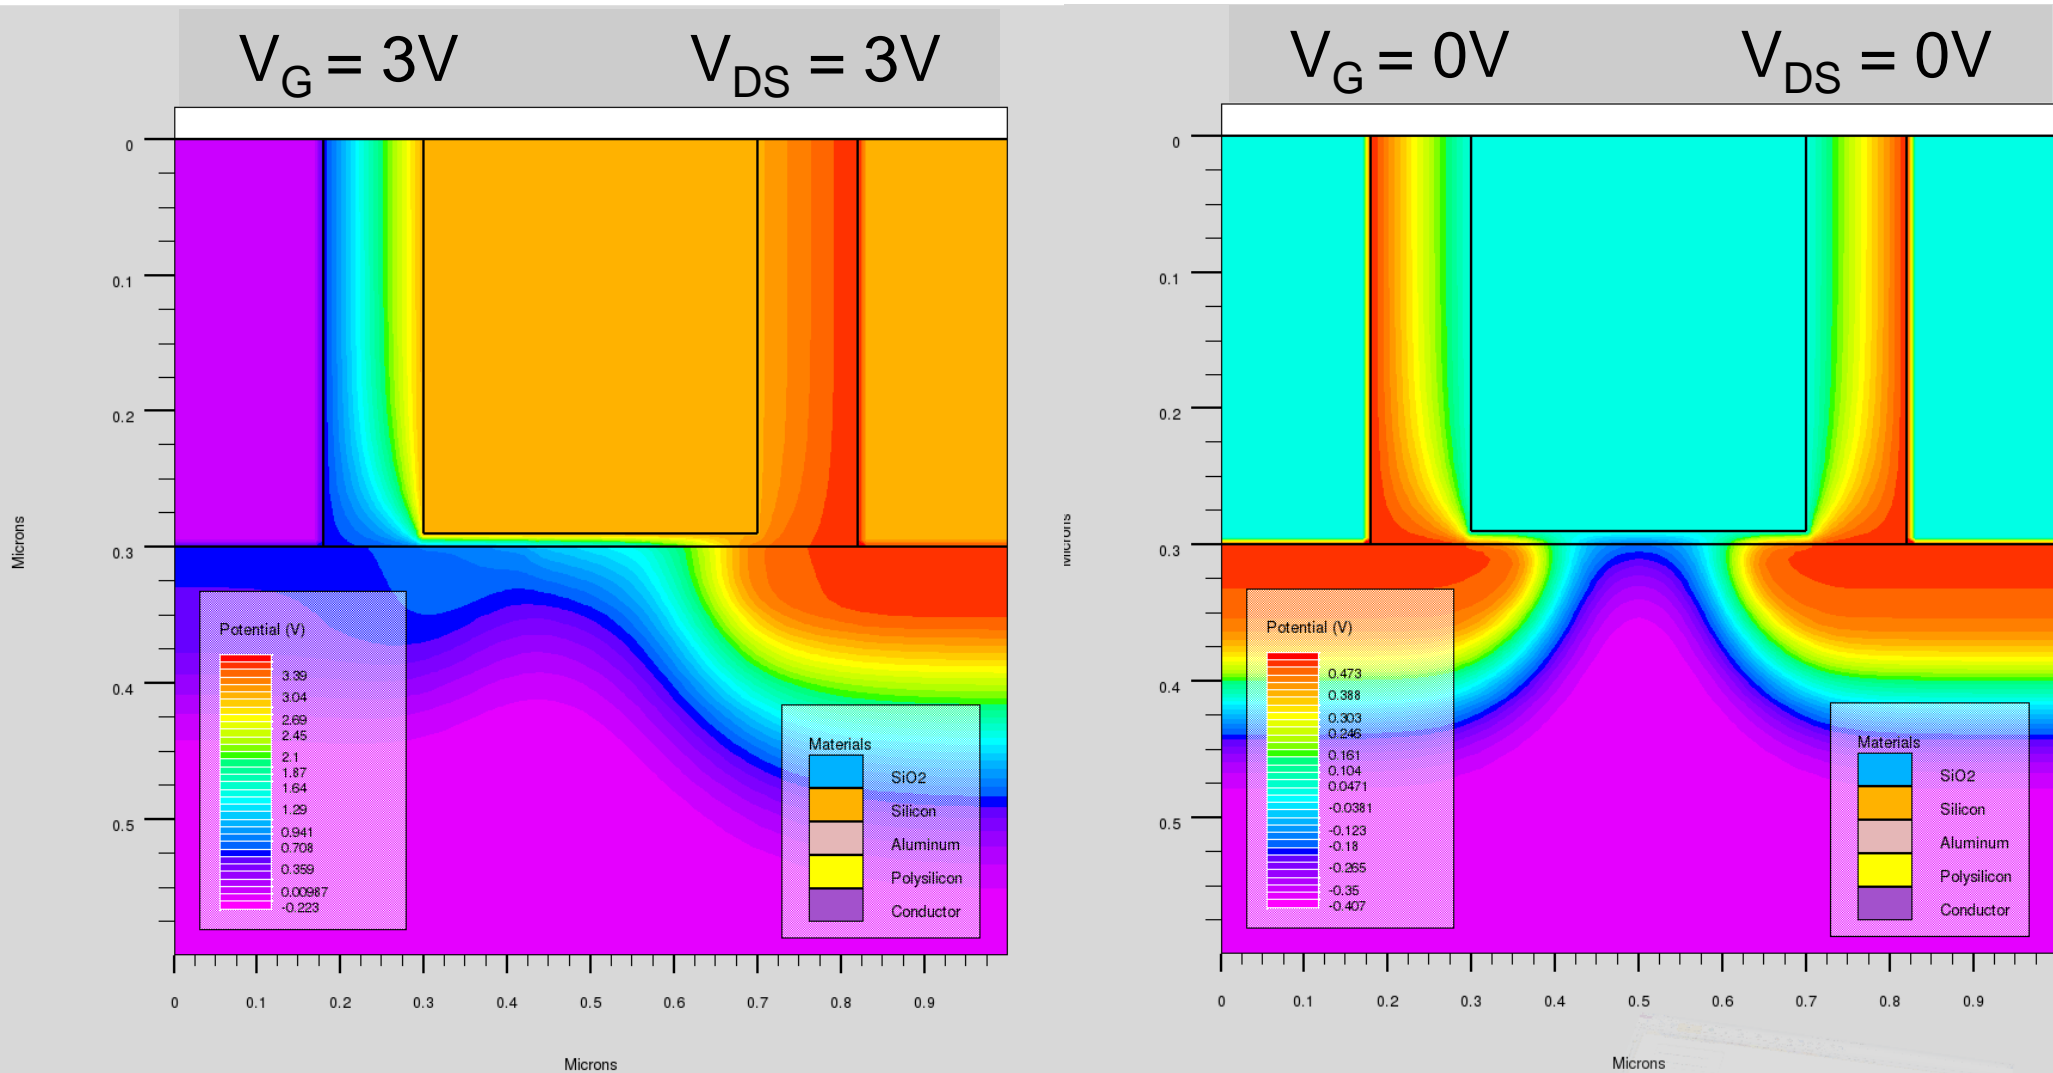 V_G = 3V V_DS = 3V
0
0.1
0.2
0.3
0.4
0.5
Microns
Potential (V)
3.39
3.04
2.69
2.45
2.1
1.87
1.64
1.29
0.941
0.708
0.359
0.00987
-0.223
Materials
SiO2
Silicon
Aluminum
Polysilicon
Conductor
0 0.1 0.2 0.3 0.4 0.5 0.6 0.7 0.8 0.9
Microns
V_G = 0V V_DS = 0V
0
0.1
0.2
0.3
0.4
0.5
Microns
Potential (V)
0.473
0.388
0.303
0.246
0.161
0.104
0.0471
-0.0381
-0.123
-0.18
-0.265
-0.35
-0.407
Materials
SiO2
Silicon
Aluminum
Polysilicon
Conductor
0 0.1 0.2 0.3 0.4 0.5 0.6 0.7 0.8 0.9
Microns